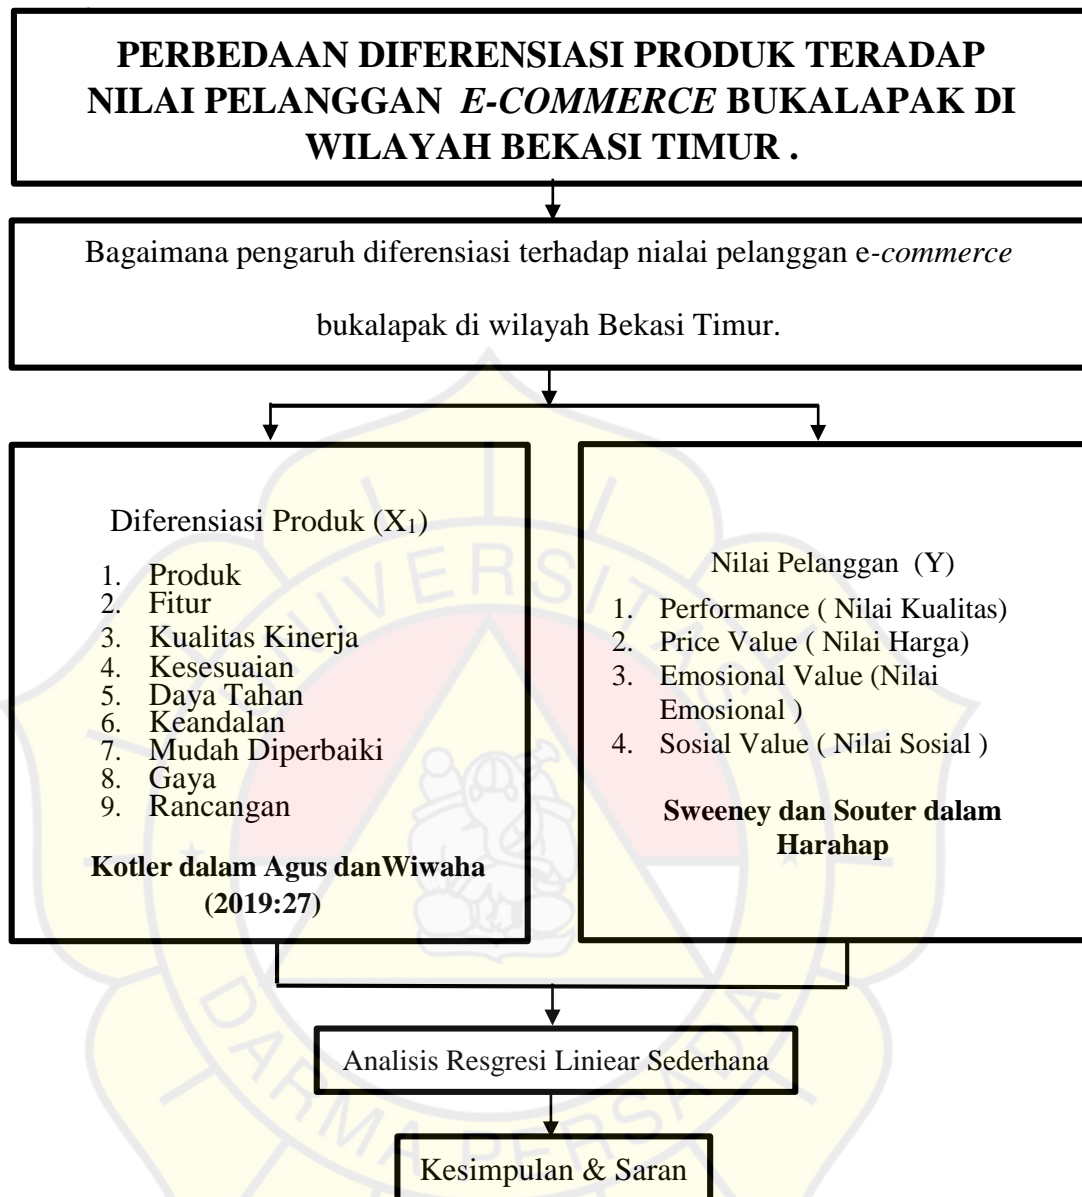 PERBEDAAN DIFERENSIASI PRODUK TERADAP
NILAI PELANGGAN E-COMMERCE BUKALAPAK DI
WILAYAH BEKASI TIMUR .
Bagaimana pengaruh diferensiasi terhadap nialai pelanggan e-commerce
bukalapak di wilayah Bekasi Timur.
Diferensiasi Produk (X₁)
1. Produk
2. Fitur
3. Kualitas Kinerja
4. Kesesuaian
5. Daya Tahan
6. Keandalan
7. Mudah Diperbaiki
8. Gaya
9. Rancangan
Kotler dalam Agus danWiwaha
(2019:27)
Nilai Pelanggan (Y)
1. Performance ( Nilai Kualitas)
2. Price Value ( Nilai Harga)
3. Emosional Value (Nilai
Emosional )
4. Sosial Value ( Nilai Sosial )
Sweeney dan Souter dalam
Harahap
Analisis Resgresi Liniear Sederhana
Kesimpulan & Saran
UNIVERSITAS
DARMA PERSADA